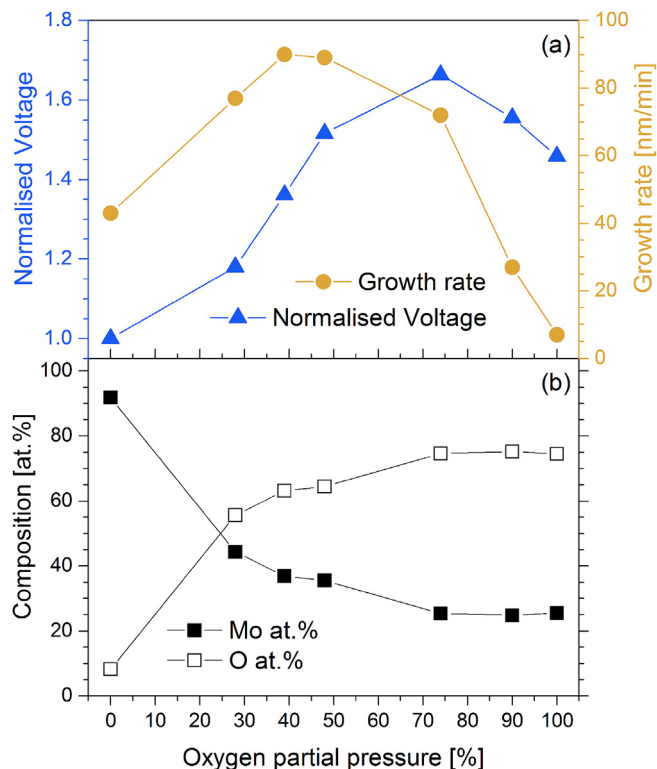 (a)
Normalised Voltage
1.8
1.6
1.4
1.2
1.0
Growth rate [nm/min]
100
80
60
40
20
0
Growth rate
Normalised Voltage
(b)
Composition [at.%]
100
80
60
40
20
0
Mo at.%
O at.%
0 10 20 30 40 50 60 70 80 90 100
Oxygen partial pressure [%]